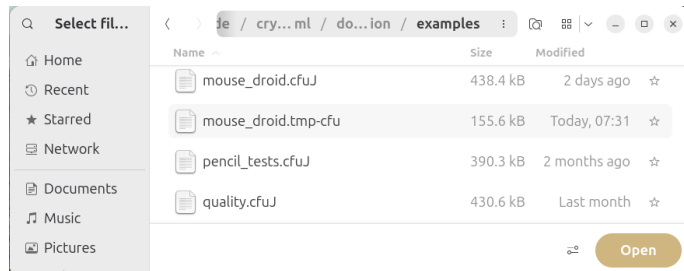 Select fil...
de / cry...ml / do...ion / examples
Name Size Modified
Home
Recent
Starred
Network
Documents
Music
Pictures
mouse_droid.cfuJ 438.4 kB 2 days ago
mouse_droid.tmp-cfu 155.6 kB Today, 07:31
pencil_tests.cfuJ 390.3 kB 2 months ago
quality.cfuJ 430.6 kB Last month
Open